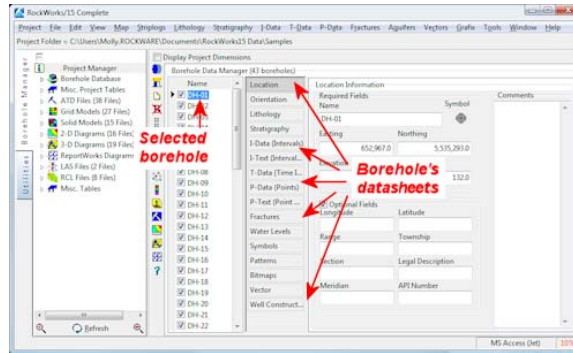 RockWorks/15 Complete
Project File Edit View Map Striplogs Lithology Stratigraphy I-Data T-Data P-Data Fractures Aquifers Vectors Grafix Tools Window Help
Project Folder = C:\Users\Molly.ROCKWARE\Documents\RockWorks15 Data\Samples
Display Project Dimensions
Borehole Manager
Utilities
Project Manager
Borehole Database
Misc. Project Tables
ATD Files (38 Files)
Grid Models (27 Files)
Solid Models (15 Files)
2-D Diagrams (16 Files)
3-D Diagrams (19 Files)
ReportWorks Diagrams
LAS Files (2 Files)
RCL Files (8 Files)
Misc. Tables
Refresh
Borehole Data Manager (43 boreholes)
Name
DH-01
DH-08
DH-09
DH-10
DH-11
DH-12
DH-13
DH-14
DH-15
DH-16
DH-17
DH-18
DH-19
DH-20
DH-21
DH-22
Selected
borehole
Location
Orientation
Lithology
Stratigraphy
I-Data (Interval...
I-Text (Interval...
T-Data (Time I...
P-Data (Points)
P-Text (Point ...
Fractures
Water Levels
Symbols
Patterns
Bitmaps
Vector
Well Construct...
Location Information
Required Fields
Name Symbol
DH-01
Easting Northing
652,967.0 5,535,293.0
Elevation
132.0
Borehole's
datasheets
Optional Fields
Longitude Latitude
Range Township
Section Legal Description
Meridian API Number
Comments
MS Access (Jet)